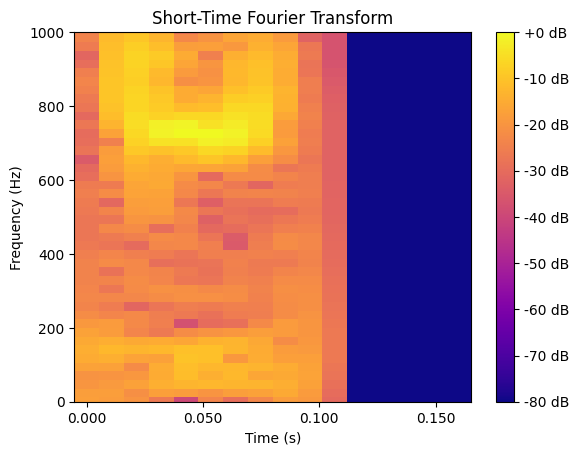 Short-Time Fourier Transform
Frequency (Hz)
1000
800
600
400
200
0
0.000
0.050
0.100
0.150
Time (s)
+0 dB
-10 dB
-20 dB
-30 dB
-40 dB
-50 dB
-60 dB
-70 dB
-80 dB